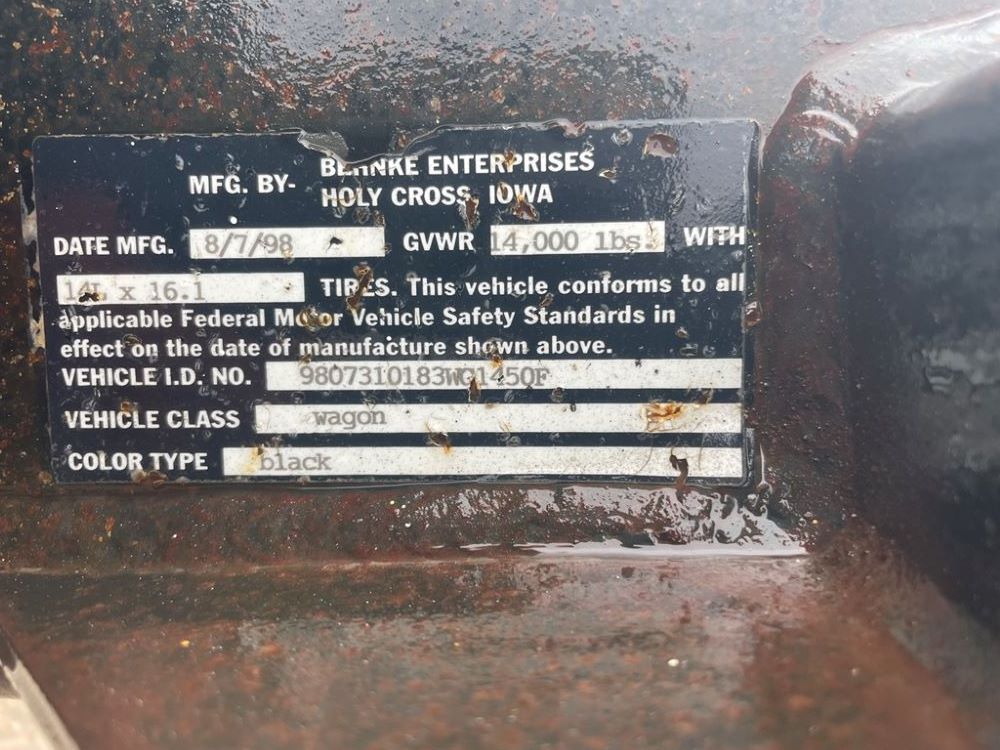 MFG. BY- BEHNKE ENTERPRISES
HOLY CROSS, IOWA
DATE MFG. 8/7/98 GVWR 14,000 lbs. WITH
14L x 16.1 TIRES. This vehicle conforms to all
applicable Federal Motor Vehicle Safety Standards in
effect on the date of manufacture shown above.
VEHICLE I.D. NO.
VEHICLE CLASS wagon
COLOR TYPE black